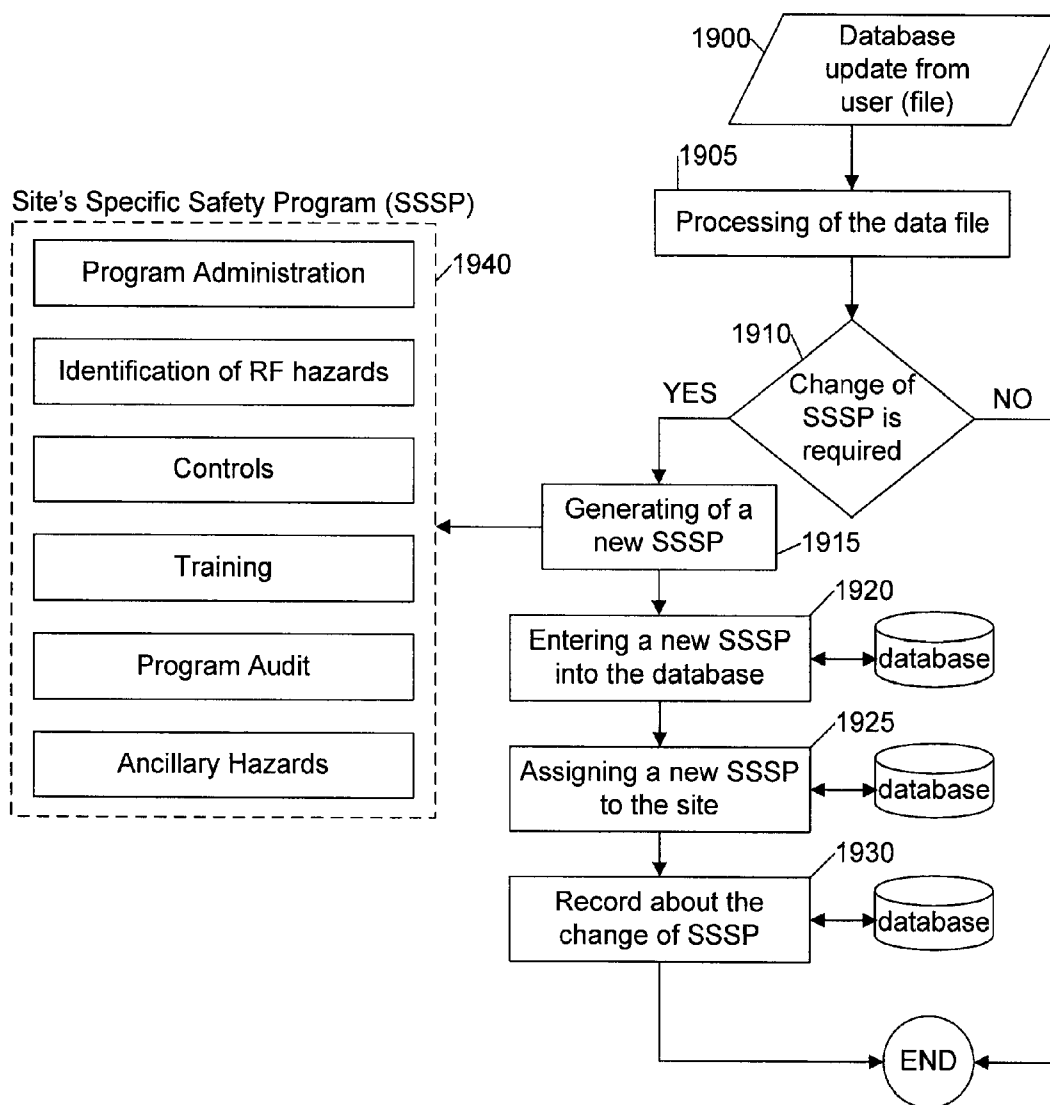 1900
Database
update from
user (file)
1905
Processing of the data file
Site's Specific Safety Program (SSSP)
1940
Program Administration
Identification of RF hazards
Controls
Training
Program Audit
Ancillary Hazards
1910
Change of
SSSP is
required
YES
NO
Generating of a
new SSSP
1915
1920
Entering a new SSSP
into the database
database
1925
Assigning a new SSSP
to the site
database
1930
Record about the
change of SSSP
database
END